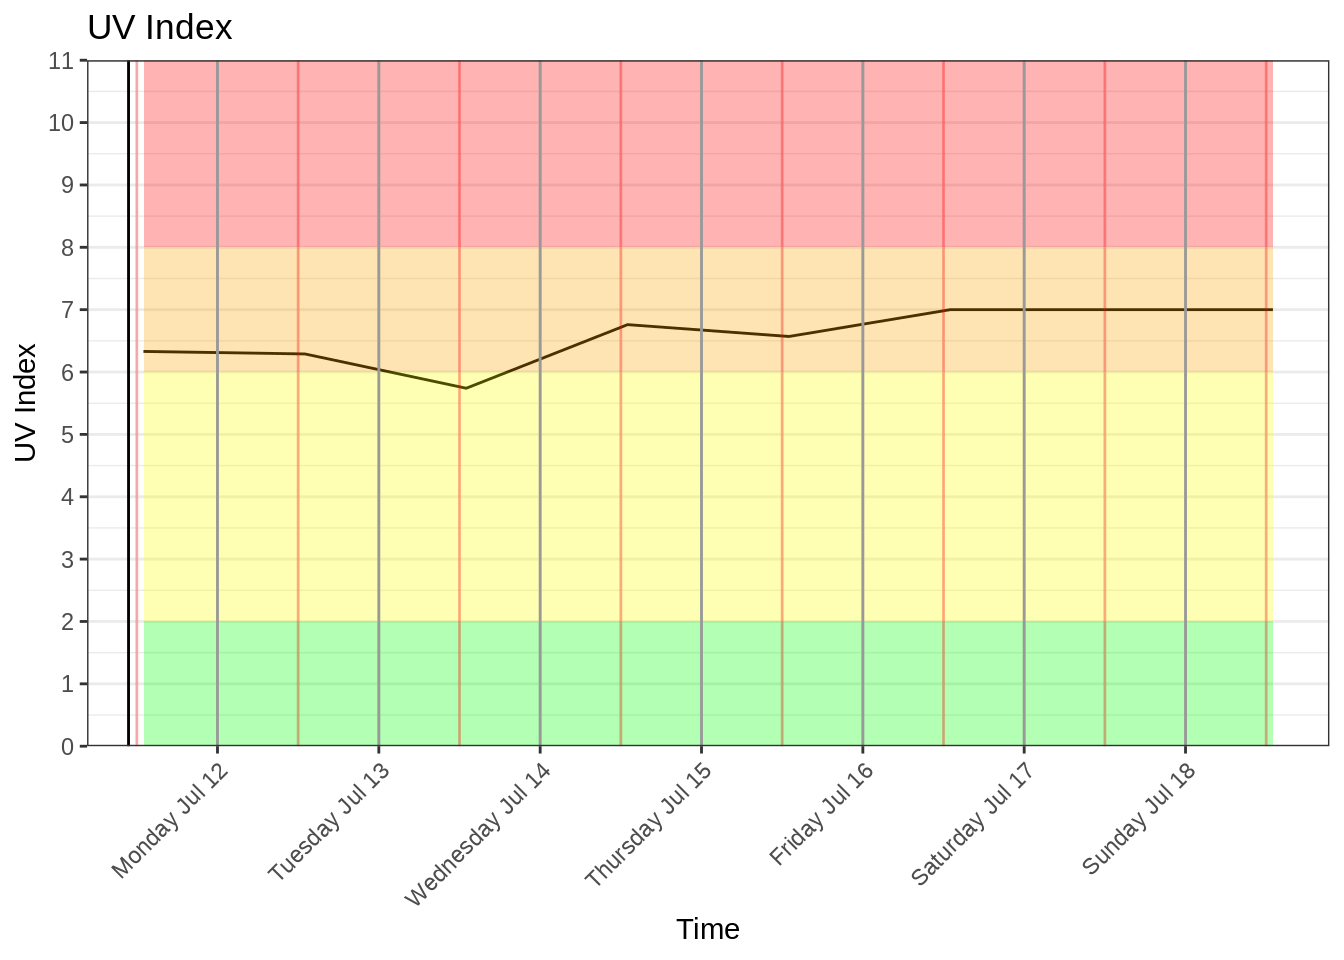 UV Index
11
10
9
8
7
6
5
4
3
2
1
0
UV Index
Monday Jul 12
Tuesday Jul 13
Wednesday Jul 14
Thursday Jul 15
Friday Jul 16
Saturday Jul 17
Sunday Jul 18
Time